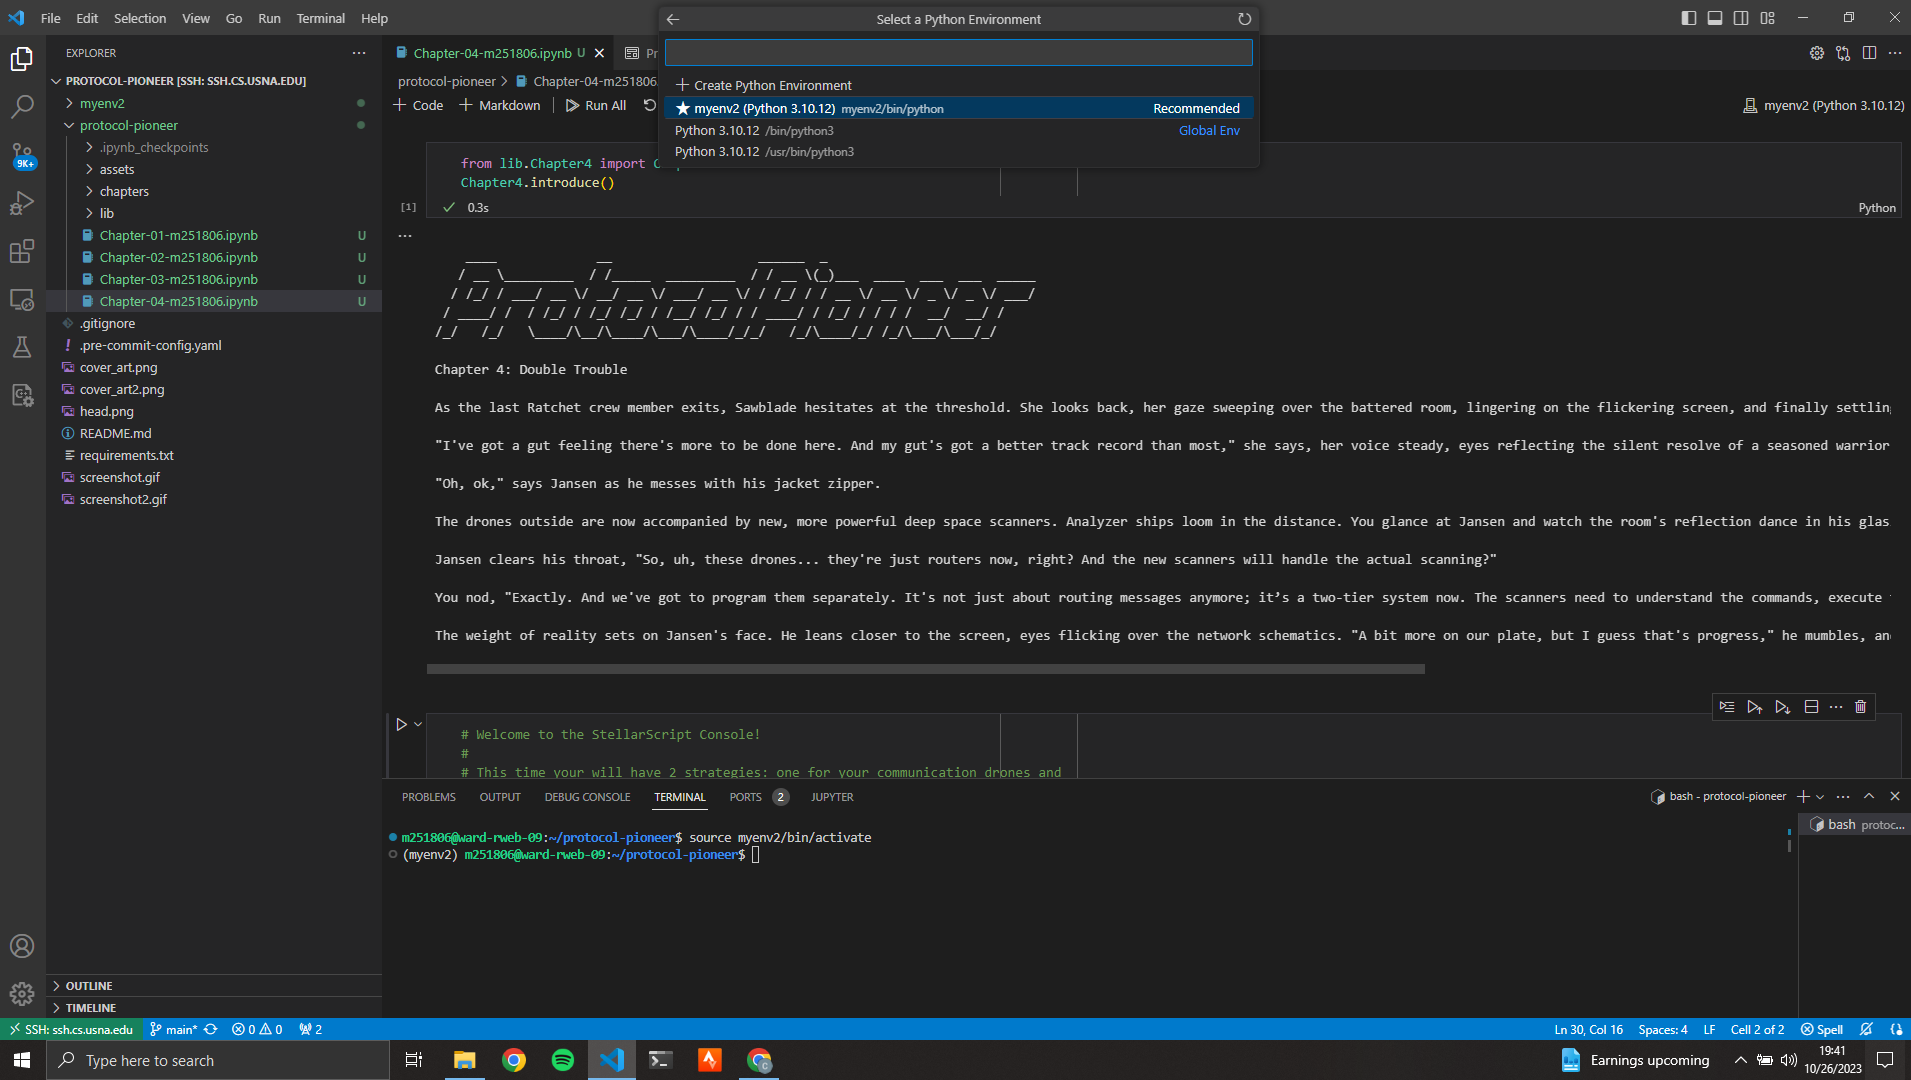 File Edit Selection View Go Run Terminal Help
Select a Python Environment
EXPLORER
PROTOCOL-PIONEER [SSH: SSH.CS.USNA.EDU]
myenv2
protocol-pioneer
.ipynb_checkpoints
assets
chapters
lib
Chapter-01-m251806.ipynb U
Chapter-02-m251806.ipynb U
Chapter-03-m251806.ipynb U
Chapter-04-m251806.ipynb U
.gitignore
.pre-commit-config.yaml
cover_art.png
cover_art2.png
head.png
README.md
requirements.txt
screenshot.gif
screenshot2.gif
OUTLINE
TIMELINE
9K+
Chapter-04-m251806.ipynb U
protocol-pioneer > Chapter-04-m251806.
+ Code + Markdown Run All
myenv2 (Python 3.10.12)
+ Create Python Environment
myenv2 (Python 3.10.12) myenv2/bin/python Recommended
Python 3.10.12 /bin/python3 Global Env
Python 3.10.12 /usr/bin/python3
from lib.Chapter4 import
Chapter4.introduce()
[1] 0.3s
Python
Protocol Pioneer
Chapter 4: Double Trouble
As the last Ratchet crew member exits, Sawblade hesitates at the threshold. She looks back, her gaze sweeping over the battered room, lingering on the flickering screen, and finally settlin
"I've got a gut feeling there's more to be done here. And my gut's got a better track record than most," she says, her voice steady, eyes reflecting the silent resolve of a seasoned warrior
"Oh, ok," says Jansen as he messes with his jacket zipper.
The drones outside are now accompanied by new, more powerful deep space scanners. Analyzer ships loom in the distance. You glance at Jansen and watch the room's reflection dance in his glas
Jansen clears his throat, "So, uh, these drones... they're just routers now, right? And the new scanners will handle the actual scanning?"
You nod, "Exactly. And we've got to program them separately. It's not just about routing messages anymore; it's a two-tier system now. The scanners need to understand the commands, execute
The weight of reality sets on Jansen's face. He leans closer to the screen, eyes flicking over the network schematics. "A bit more on our plate, but I guess that's progress," he mumbles, an
# Welcome to the StellarScript Console!
#
# This time your will have 2 strategies: one for your communication drones and
PROBLEMS OUTPUT DEBUG CONSOLE TERMINAL PORTS 2 JUPYTER
bash - protocol-pioneer
m251806@ward-rweb-09:~/protocol-pioneer$ source myenv2/bin/activate
(myenv2) m251806@ward-rweb-09:~/protocol-pioneer$
bash protoc...
SSH: ssh.cs.usna.edu main* 0 0 2
Ln 30, Col 16 Spaces: 4 LF Cell 2 of 2 Spell
Type here to search
Earnings upcoming
19:41
10/26/2023